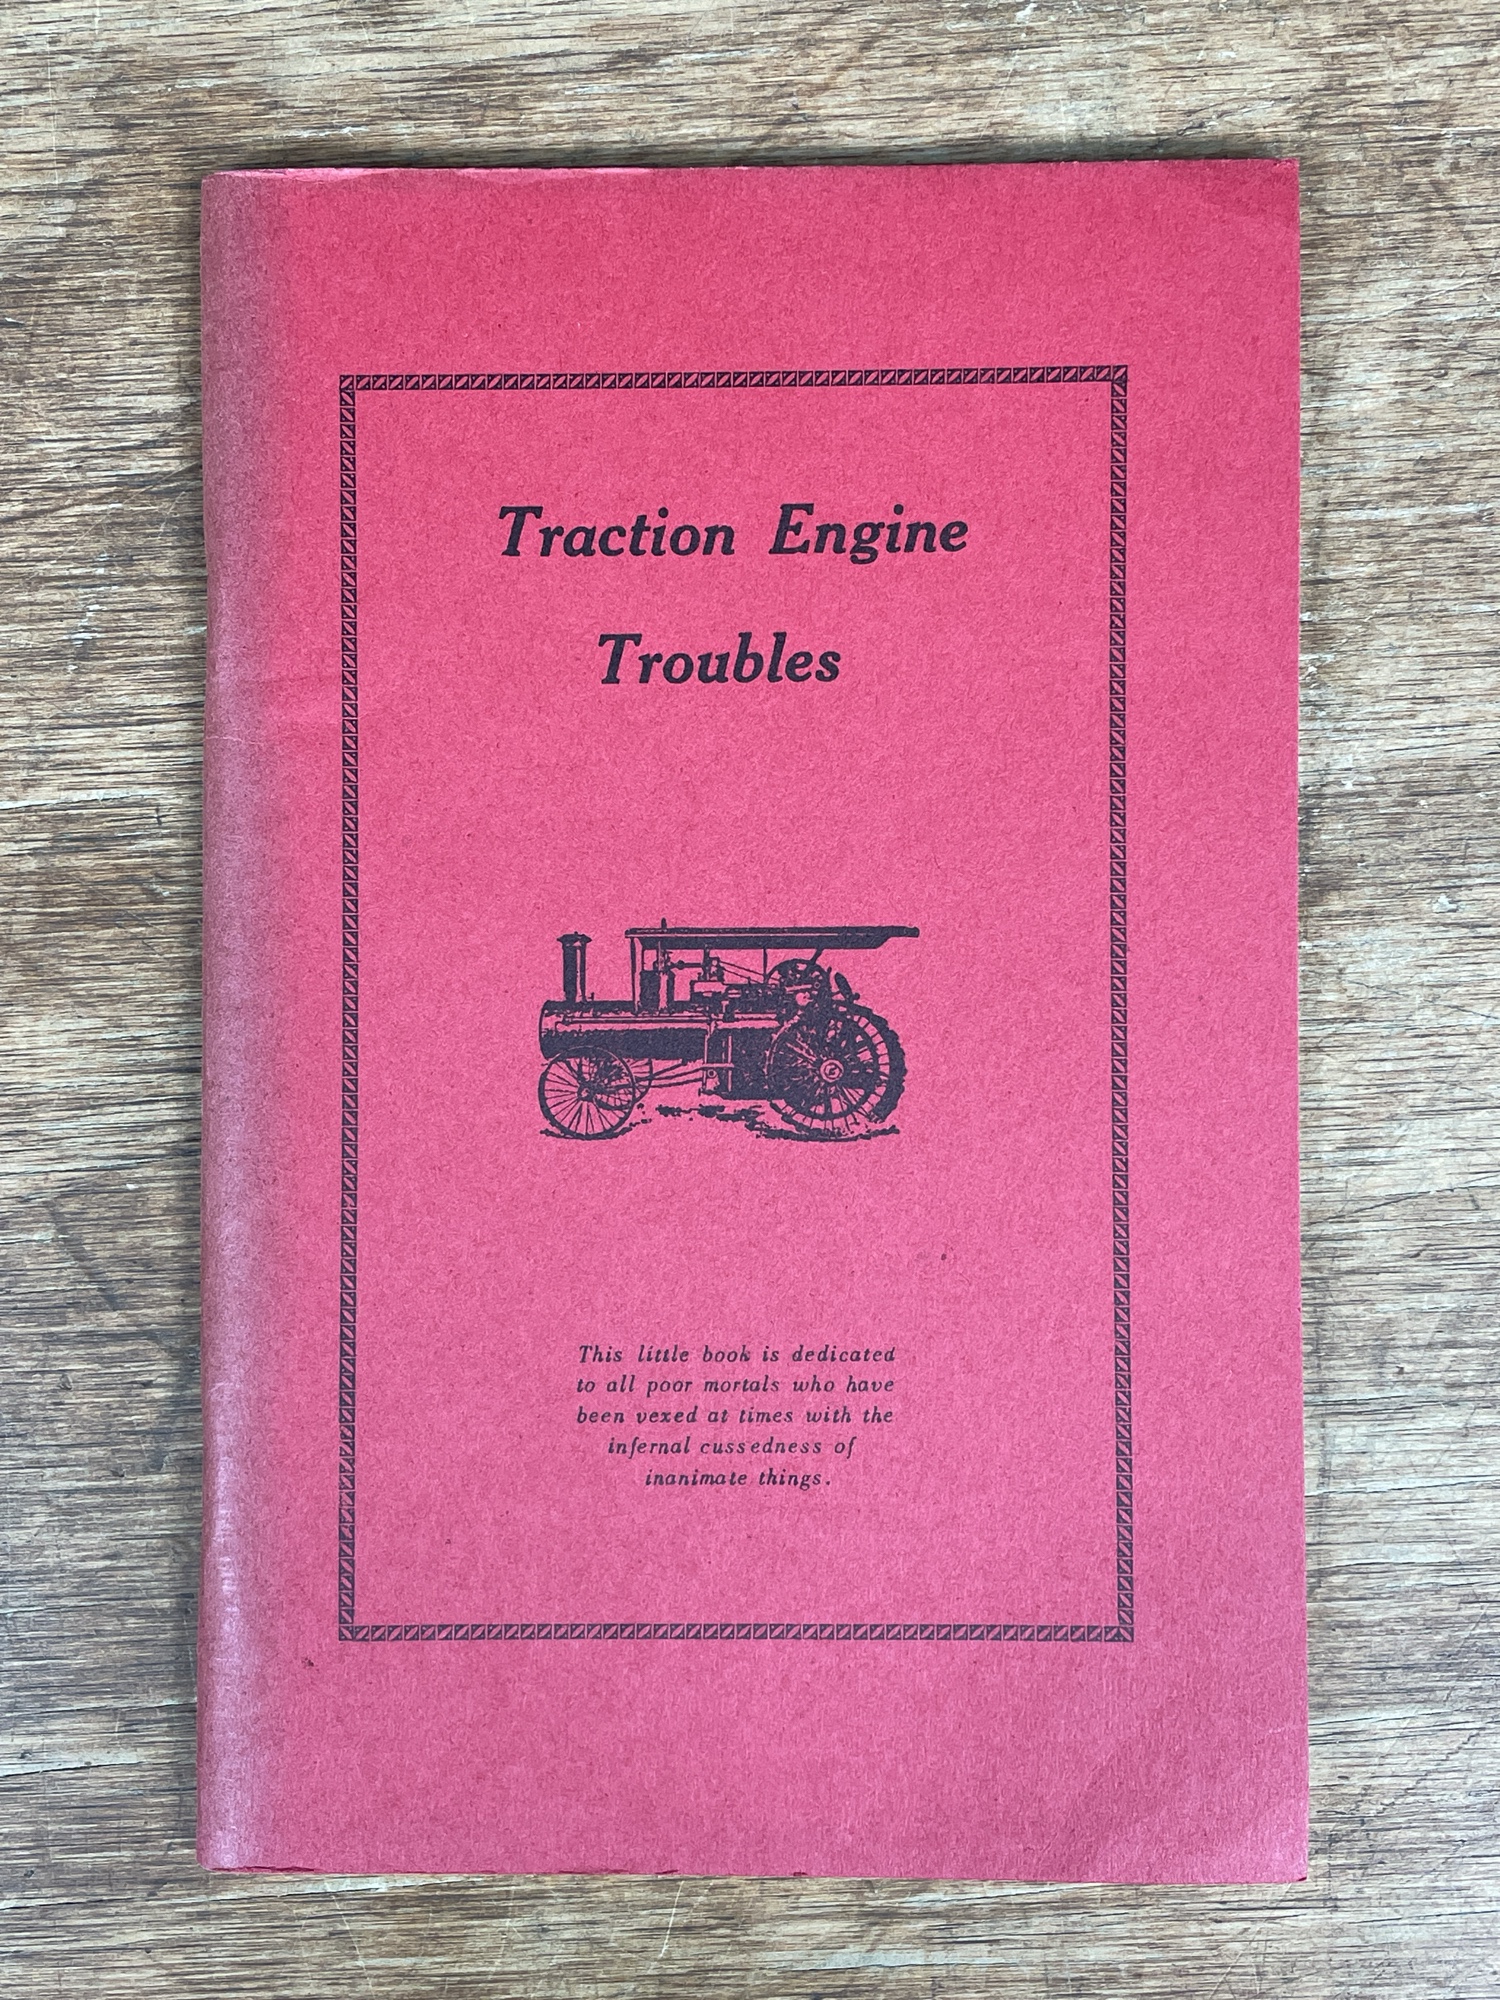 Traction Engine
Troubles
This little book is dedicated
to all poor mortals who have
been vexed at times with the
infernal cussedness of
inanimate things.